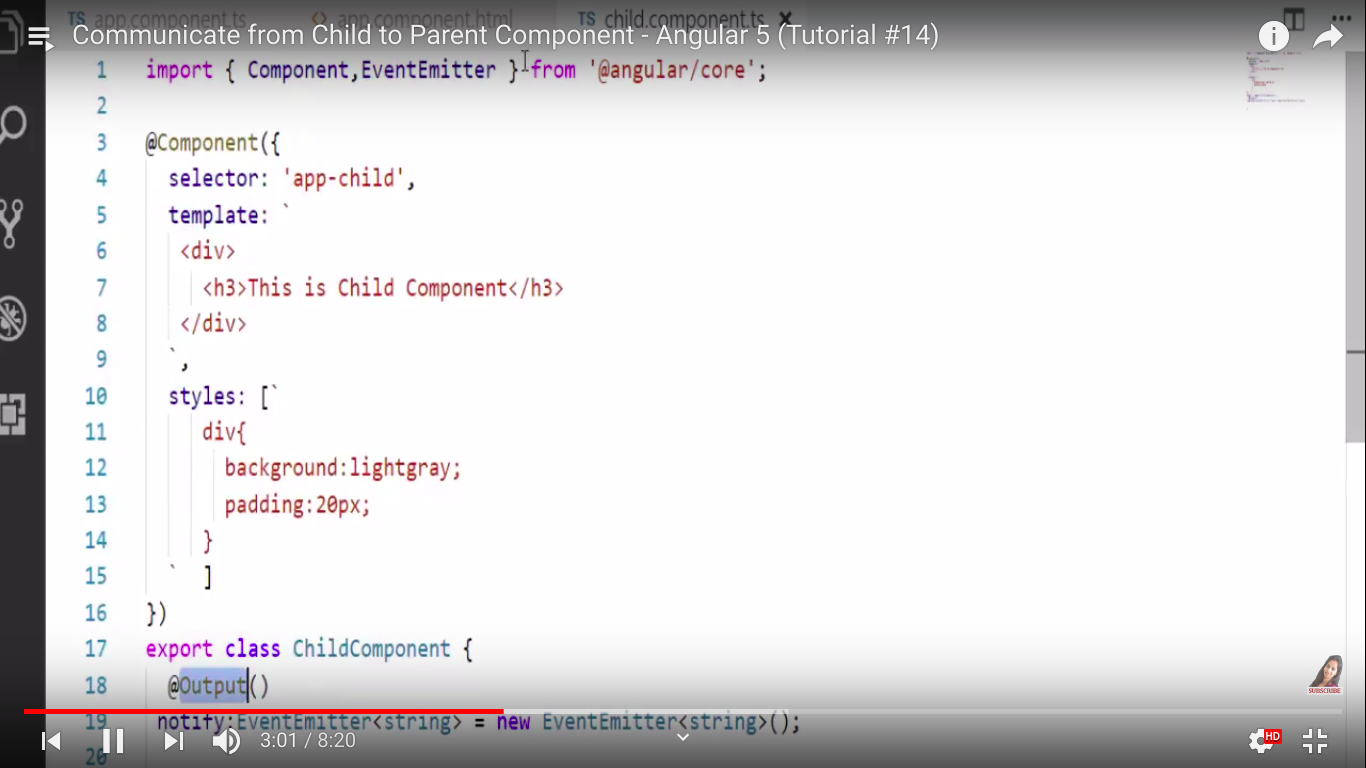 TS app.component.ts <> app.component.html TS child.component.ts
Communicate from Child to Parent Component - Angular 5 (Tutorial #14)
1 import { Component,EventEmitter } from '@angular/core';
2
3 @Component({
4 selector: 'app-child',
5 template: `
6 <div>
7 <h3>This is Child Component</h3>
8 </div>
9 `,
10 styles: [`
11 div{
12 background:lightgray;
13 padding:20px;
14 }
15 ` ]
16 })
17 export class ChildComponent {
18 @Output()
19 notify:EventEmitter<string> = new EventEmitter<string>();
20
SUBSCRIBE
3:01 / 8:20
HD